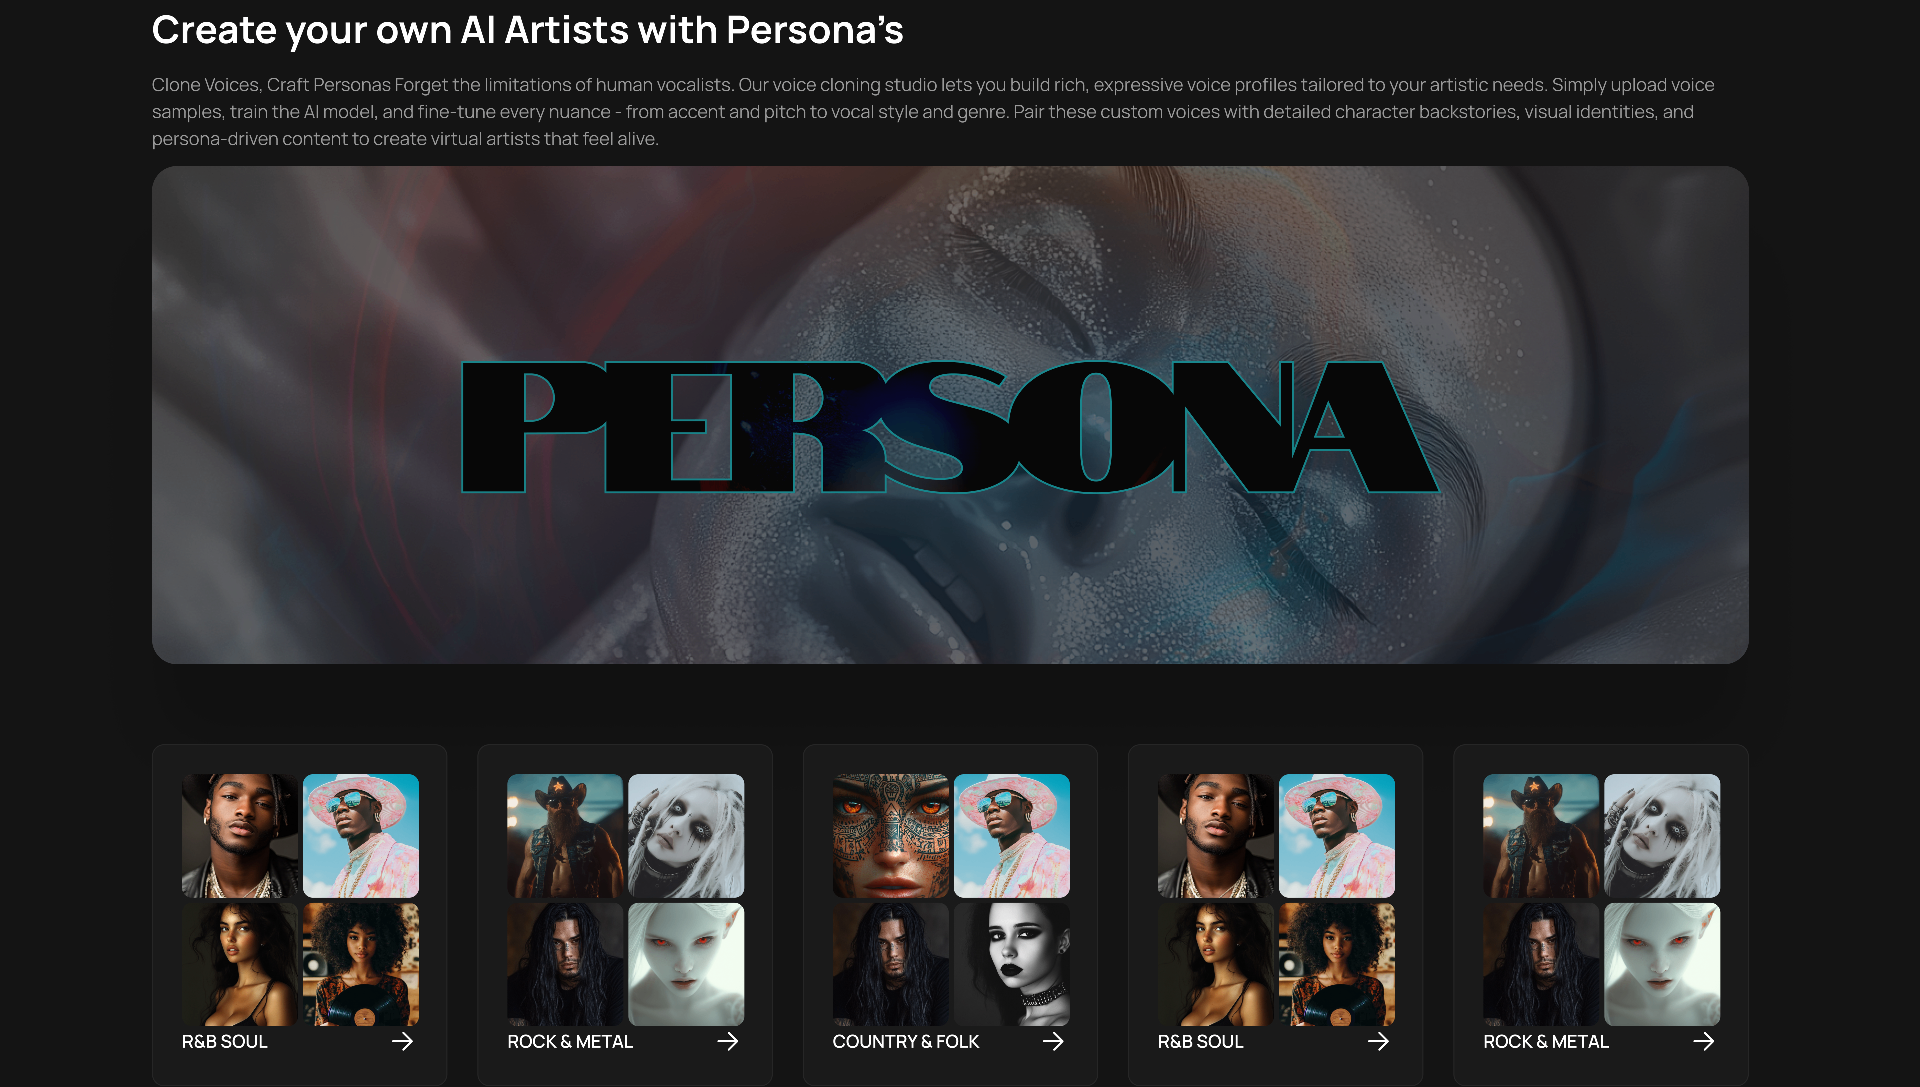 Create your own AI Artists with Persona's
Clone Voices, Craft Personas Forget the limitations of human vocalists. Our voice cloning studio lets you build rich, expressive voice profiles tailored to your artistic needs. Simply upload voice
samples, train the AI model, and fine-tune every nuance - from accent and pitch to vocal style and genre. Pair these custom voices with detailed character backstories, visual identities, and
persona-driven content to create virtual artists that feel alive.
PERSONA
R&B SOUL
ROCK & METAL
COUNTRY & FOLK
R&B SOUL
ROCK & METAL